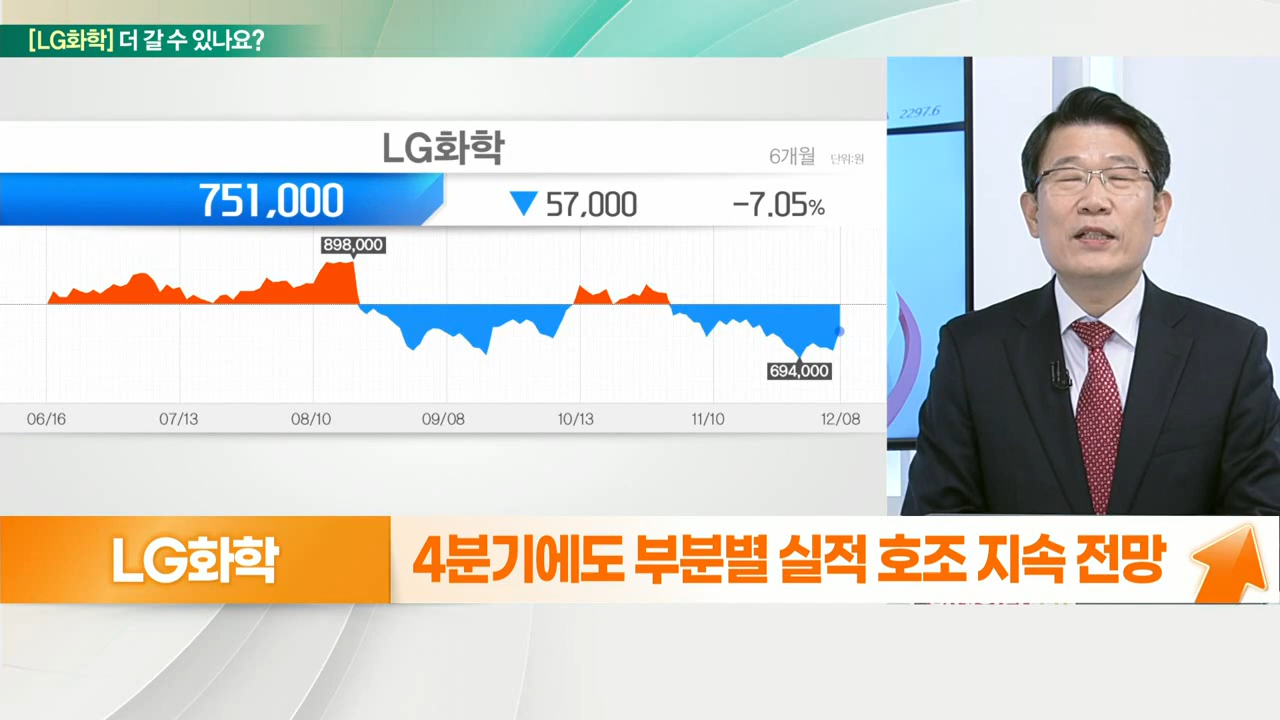 [LG화학] 더 갈 수 있나요?
2297.6
LG화학
6개월 단위:원
751,000 ▼ 57,000 -7.05%
898,000
694,000
06/16 07/13 08/10 09/08 10/13 11/10 12/08
LG화학 4분기에도 부분별 실적 호조 지속 전망